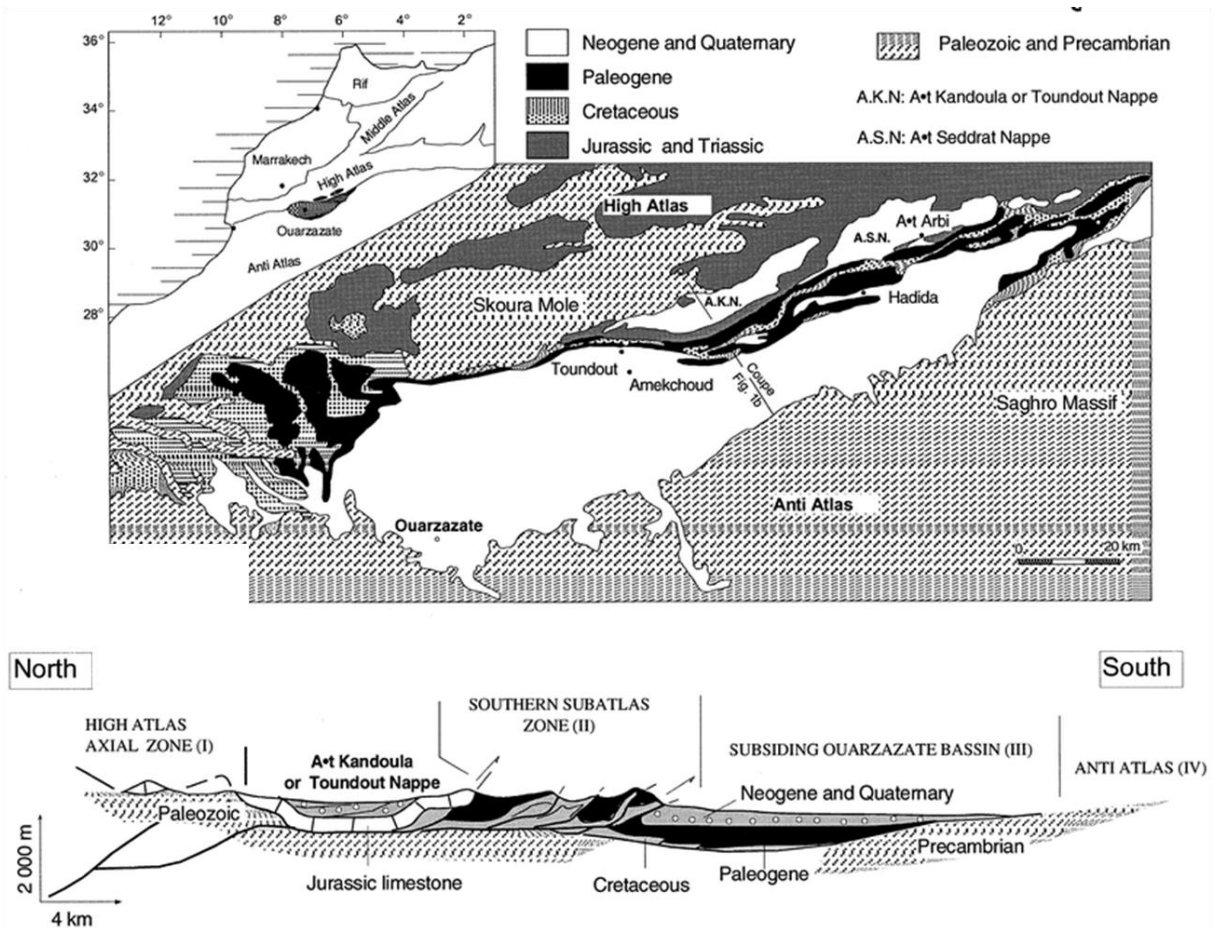 12° 10° 8° 6° 4° 2°
36°
34°
32°
30°
28°
Rif
Middle Atlas
Marrakech
High Atlas
Ouarzazate
Anti Atlas
Neogene and Quaternary
Paleogene
Cretaceous
Jurassic and Triassic
Paleozoic and Precambrian
A.K.N: A•t Kandoula or Toundout Nappe
A.S.N: A•t Seddrat Nappe
High Atlas
A•t Arbi
A.S.N.
Skoura Mole
A.K.N.
Hadida
Toundout
Amekchoud
Coupe
Fig. 1b
Saghro Massif
Anti Atlas
Ouarzazate
0 20 km
North
South
HIGH ATLAS
AXIAL ZONE (I)
SOUTHERN SUBATLAS
ZONE (II)
SUBSIDING OUARZAZATE BASSIN (III)
ANTI ATLAS (IV)
A•t Kandoula
or Toundout Nappe
Neogene and Quaternary
Paleozoic
Precambrian
Jurassic limestone
Cretaceous
Paleogene
2 000 m
4 km